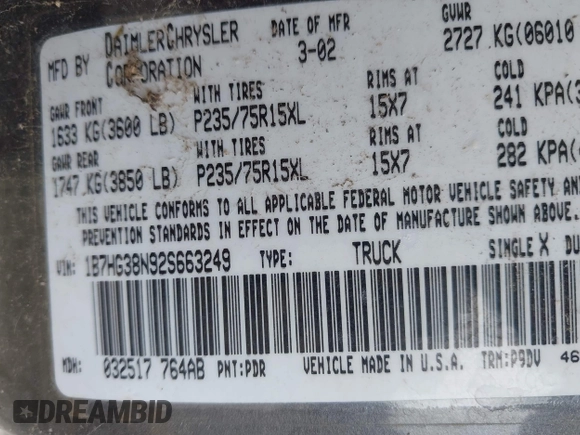 MFD BY DAIMLERCHRYSLER CORPORATION DATE OF MFR 3-02 GVWR 2727 KG(06010
GAWR FRONT WITH TIRES RIMS AT COLD
1633 KG(3600 LB) P235/75R15XL 15X7 241 KPA(3
GAWR REAR WITH TIRES RIMS AT COLD
1747 KG(3850 LB) P235/75R15XL 15X7 282 KPA(
THIS VEHICLE CONFORMS TO ALL APPLICABLE FEDERAL MOTOR VEHICLE SAFETY AN
PREVENTION STANDARDS IN EFFECT ON THE DATE OF MANUFACTURE SHOWN ABOVE.
VIN: 1B7HG38N92S663249 TYPE: TRUCK SINGLE X DU
MDH: 032517 764AB PNT:PDR VEHICLE MADE IN U.S.A. TRM:P9DV 46
DREAMBID